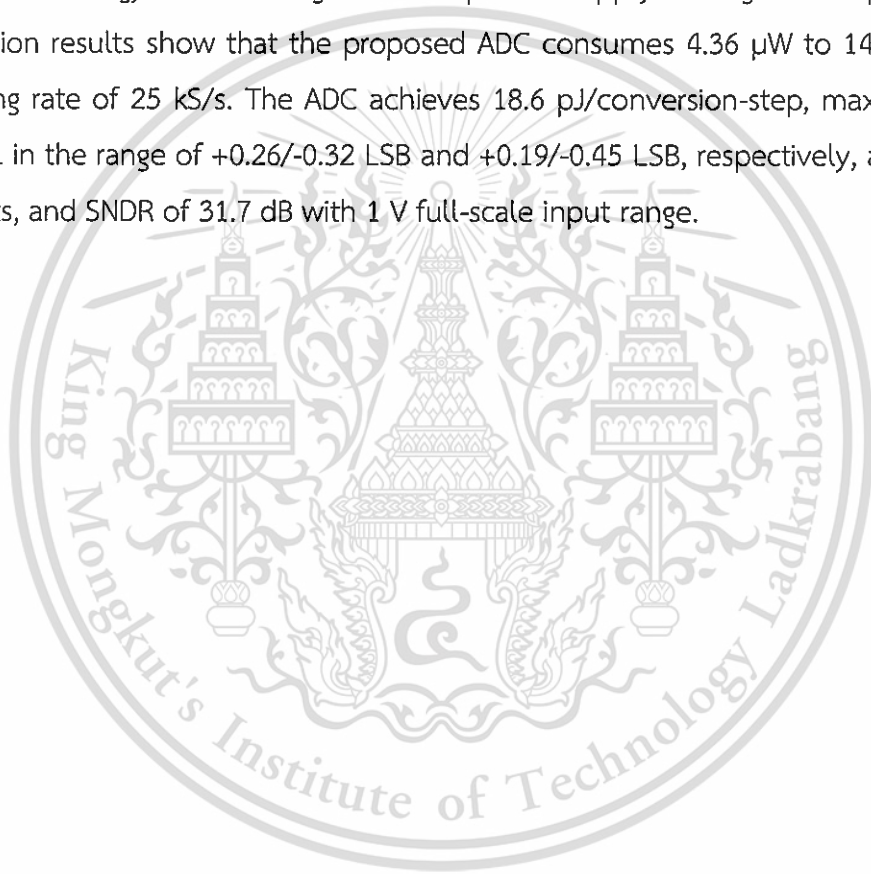 ion results show that the proposed ADC consumes 4.36 µW to 14
ng rate of 25 kS/s. The ADC achieves 18.6 pJ/conversion-step, max
in the range of +0.26/-0.32 LSB and +0.19/-0.45 LSB, respectively, a
s, and SNDR of 31.7 dB with 1 V full-scale input range.
King Mongkut's Institute of Technology Ladkrabang